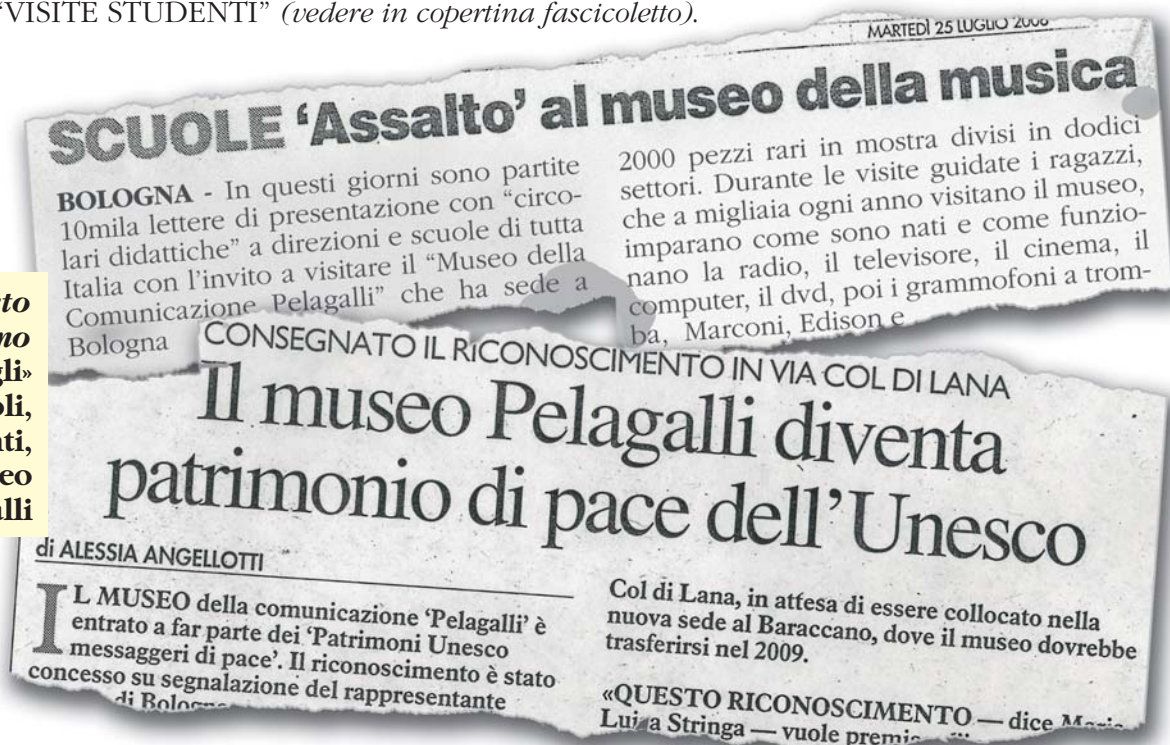 “VISITE STUDENTI” (vedere in copertina fascicoletto).
MARTEDÌ 25 LUGLIO
SCUOLE ‘Assalto’ al museo della musica
BOLOGNA - In questi giorni sono partite
10mila lettere di presentazione con “circo-
lari didattiche” a direzioni e scuole di tutta
Italia con l’invito a visitare il “Museo della
Comunicazione Pelagalli” che ha sede a
Bologna
2000 pezzi rari in mostra divisi in dodici
settori. Durante le visite guidate i ragazzi,
che a migliaia ogni anno visitano il museo,
imparano come sono nati e come funzio-
nano la radio, il televisore, il cinema, il
computer, il dvd, poi i grammofoni a trom-
ba, Marconi, Edison e
CONSEGNATO IL RICONOSCIMENTO IN VIA COL DI LANA
Il museo Pelagalli diventa
patrimonio di pace dell’Unesco
di ALESSIA ANGELLOTTI
IL MUSEO della comunicazione ‘Pelagalli’ è
entrato a far parte dei ‘Patrimoni Unesco
messaggeri di pace’. Il riconoscimento è stato
concesso su segnalazione del rappresentante
di
Col di Lana, in attesa di essere collocato nella
nuova sede al Baraccano, dove il museo dovrebbe
trasferirsi nel 2009.
«QUESTO RICONOSCIMENTO — dice
Stringa — vuole